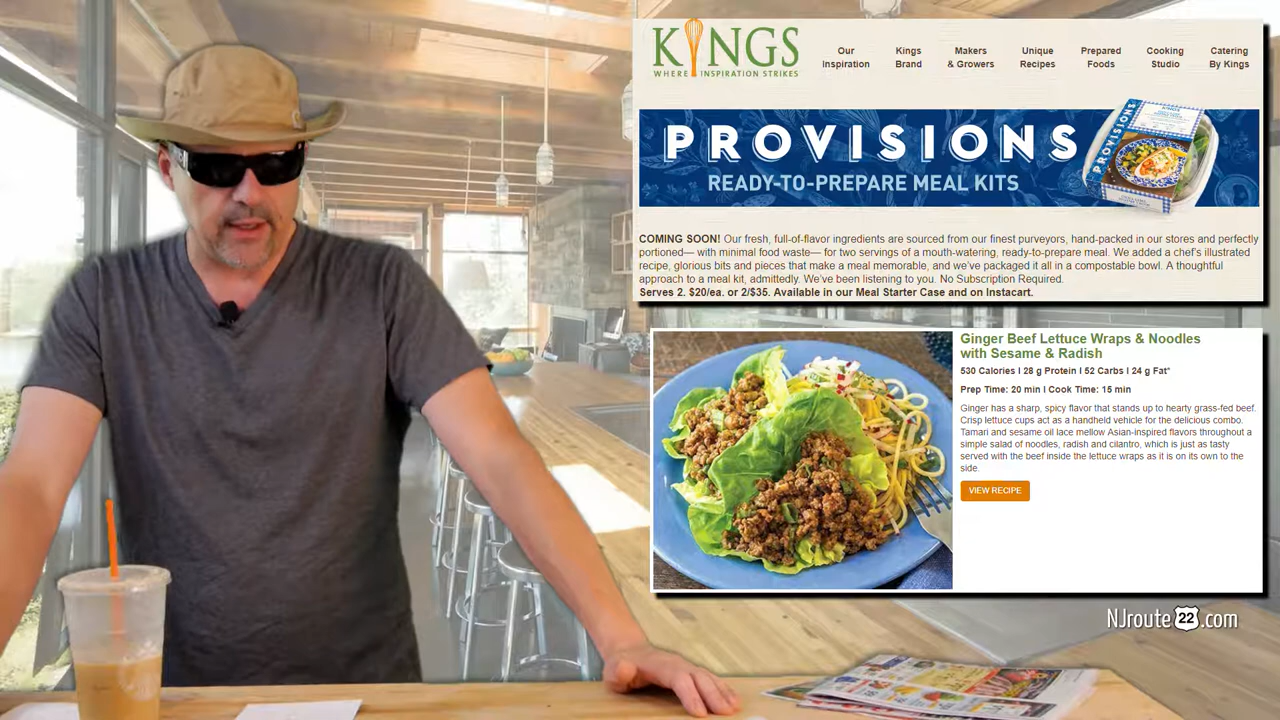 KINGS
WHERE INSPIRATION STRIKES
Our Inspiration
Kings Brand
Makers & Growers
Unique Recipes
Prepared Foods
Cooking Studio
Catering By Kings
PROVISIONS
READY-TO-PREPARE MEAL KITS
PROVISIONS
KINGS
COMING SOON! Our fresh, full-of-flavor ingredients are sourced from our finest purveyors, hand-packed in our stores and perfectly
portioned— with minimal food waste— for two servings of a mouth-watering, ready-to-prepare meal. We added a chef's illustrated
recipe, glorious bits and pieces that make a meal memorable, and we've packaged it all in a compostable bowl. A thoughtful
approach to a meal kit, admittedly. We've been listening to you. No Subscription Required.
Serves 2. $20/ea. or 2/$35. Available in our Meal Starter Case and on Instacart.
Ginger Beef Lettuce Wraps & Noodles
with Sesame & Radish
530 Calories I 28 g Protein I 52 Carbs I 24 g Fat*
Prep Time: 20 min I Cook Time: 15 min
Ginger has a sharp, spicy flavor that stands up to hearty grass-fed beef.
Crisp lettuce cups act as a handheld vehicle for the delicious combo.
Tamari and sesame oil lace mellow Asian-inspired flavors throughout a
simple salad of noodles, radish and cilantro, which is just as tasty
served with the beef inside the lettuce wraps as it is on its own to the
side.
VIEW RECIPE
NJroute22.com